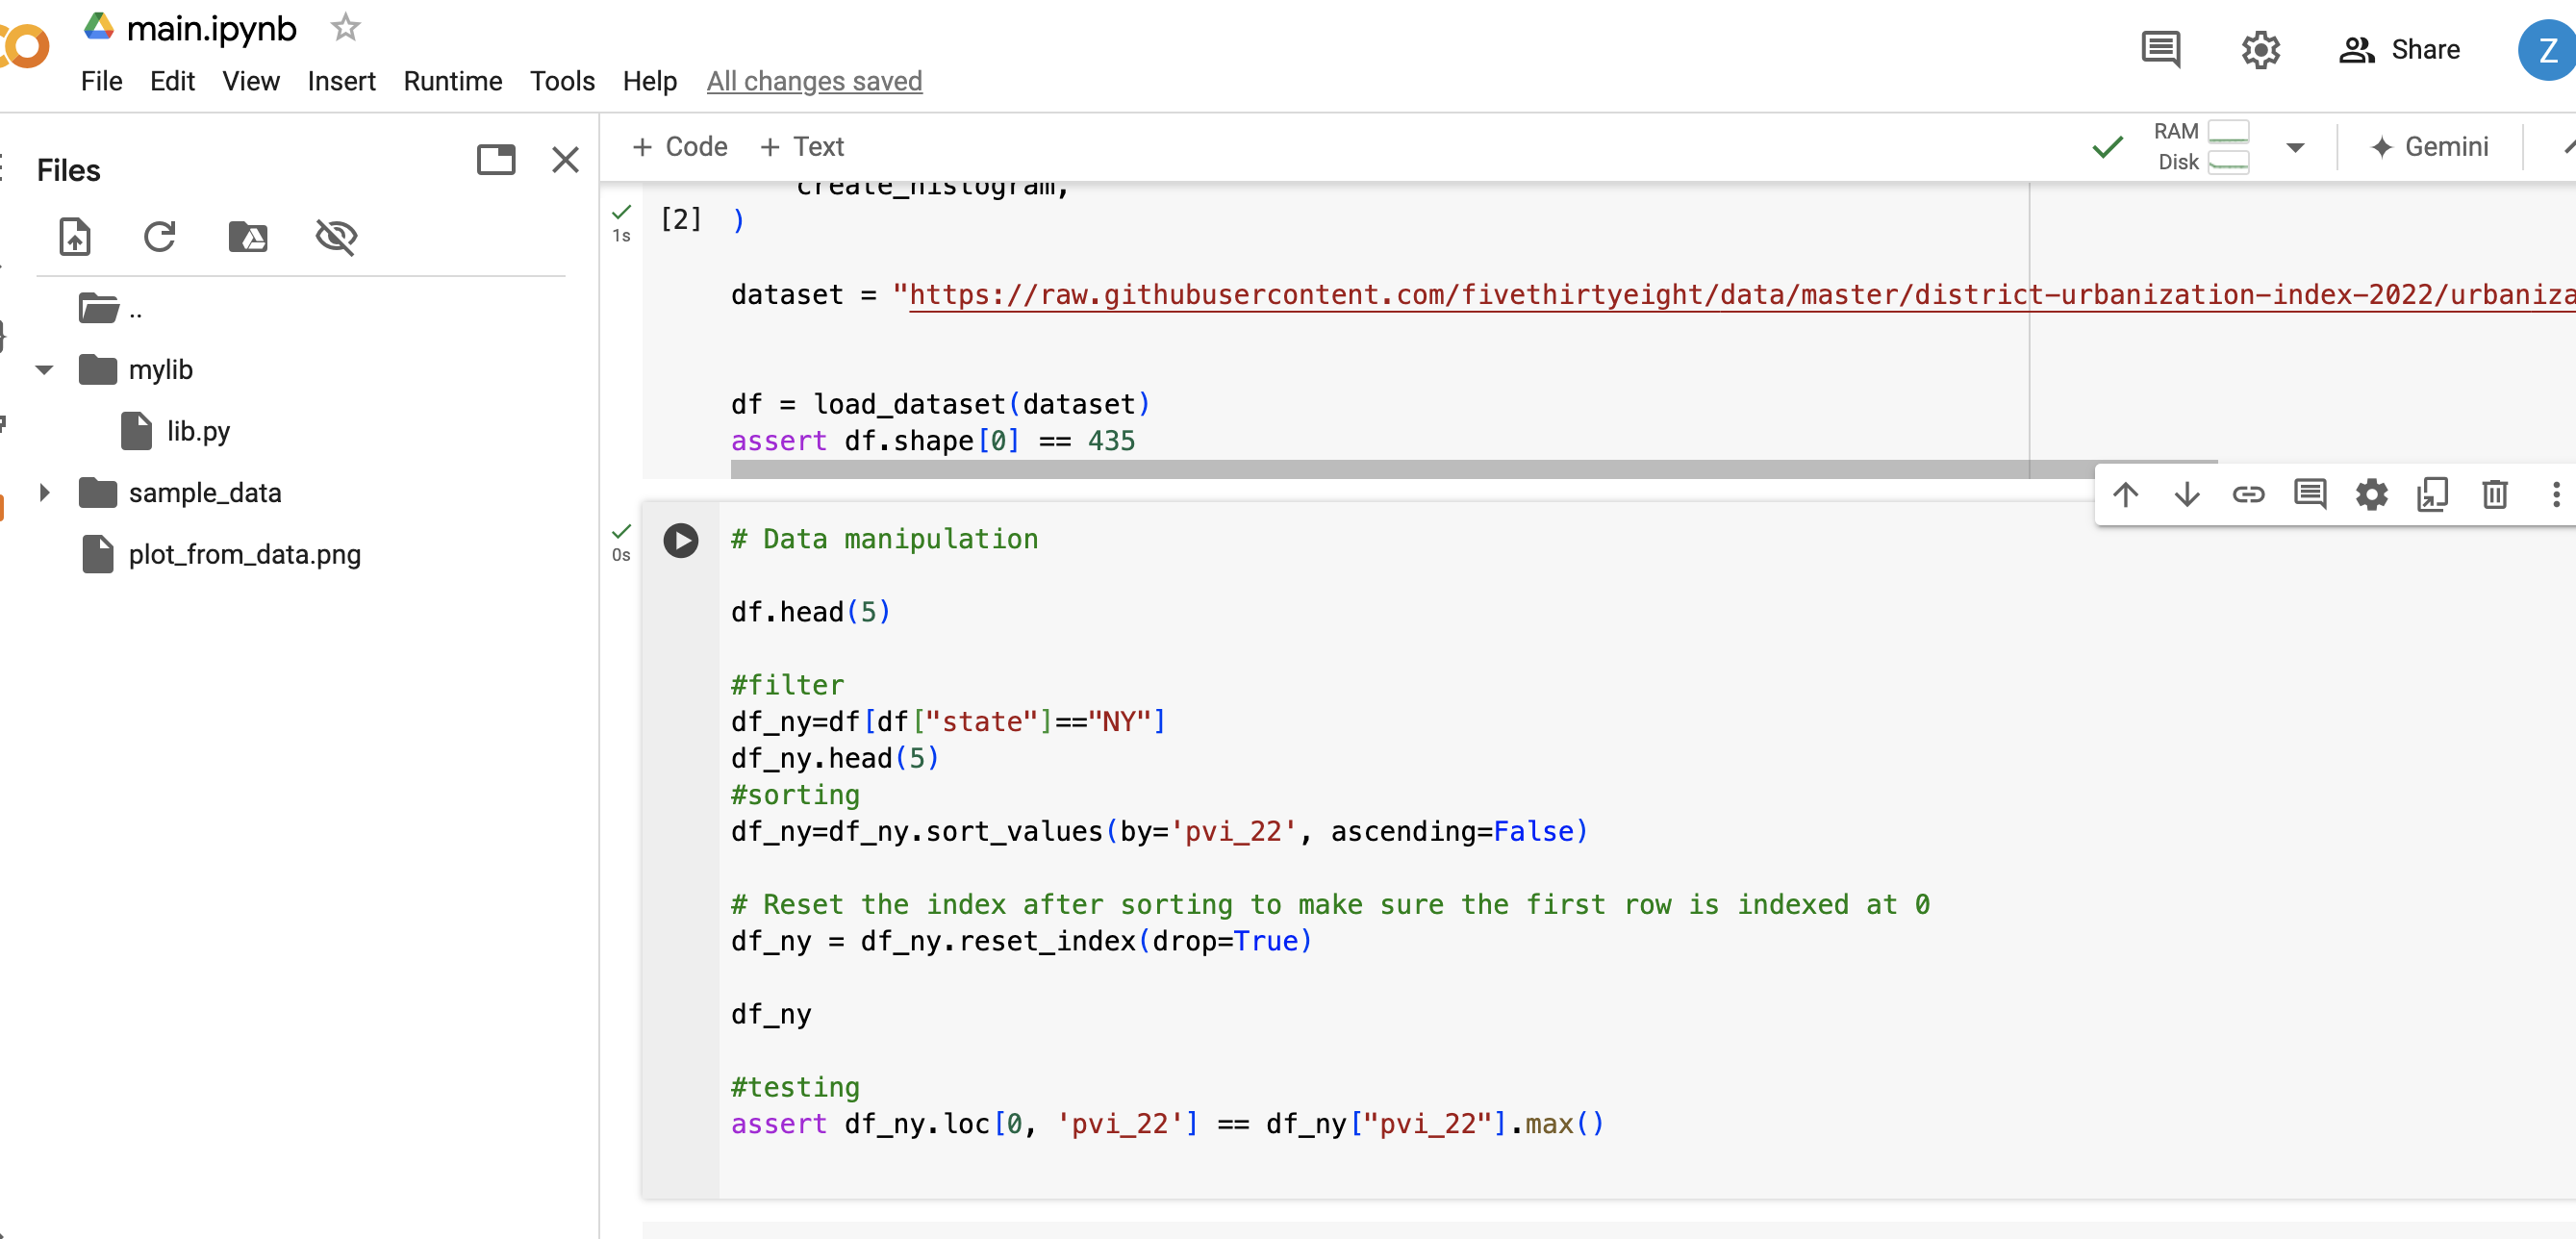 main.ipynb
File Edit View Insert Runtime Tools Help All changes saved
Share
Z
Files
+ Code + Text
RAM
Disk
Gemini
..
mylib
lib.py
sample_data
plot_from_data.png
create_histogram,
1s
[2] )
dataset = "https://raw.githubusercontent.com/fivethirtyeight/data/master/district-urbanization-index-2022/urbaniza
df = load_dataset(dataset)
assert df.shape[0] == 435
0s
# Data manipulation
df.head(5)
#filter
df_ny=df[df["state"]=="NY"]
df_ny.head(5)
#sorting
df_ny=df_ny.sort_values(by='pvi_22', ascending=False)
# Reset the index after sorting to make sure the first row is indexed at 0
df_ny = df_ny.reset_index(drop=True)
df_ny
#testing
assert df_ny.loc[0, 'pvi_22'] == df_ny["pvi_22"].max()